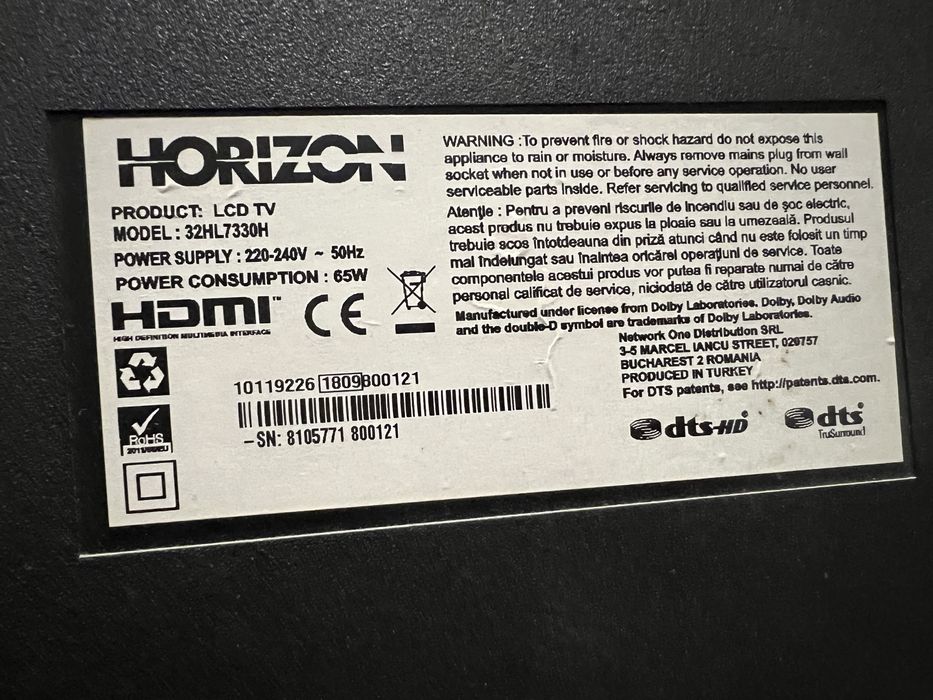 HORIZON
PRODUCT: LCD TV
MODEL : 32HL7330H
POWER SUPPLY : 220-240V ~ 50Hz
POWER CONSUMPTION : 65W
HDMI™
HIGH DEFINITION MULTIMEDIA INTERFACE
RoHS
10119226 1809B00121
-SN: 8105771 800121
WARNING :To prevent fire or shock hazard do not expose this
appliance to rain or moisture. Always remove mains plug from wall
socket when not in use or before any service operation. No user
serviceable parts inside. Refer servicing to qualified service personnel.
Atenție : Pentru a preveni riscurile de incendiu sau de șoc electric,
acest produs nu trebuie expus la ploaie sau la umezeală. Produsul
trebuie scos întotdeauna din priză atunci când nu este folosit un timp
mai îndelungat sau înaintea oricărei operațiuni de service. Toate
componentele acestui produs vor putea fi reparate numai de către
personal calificat de service, niciodată de către utilizatorul casnic.
Manufactured under license from Dolby Laboratories. Dolby, Dolby Audio
and the double-D symbol are trademarks of Dolby Laboratories.
Network One Distribution SRL
3-5 MARCEL IANCU STREET, 020757
BUCHAREST 2 ROMANIA
PRODUCED IN TURKEY
For DTS patents, see http://patents.dts.com.
dts-HD
dts
TruSurround